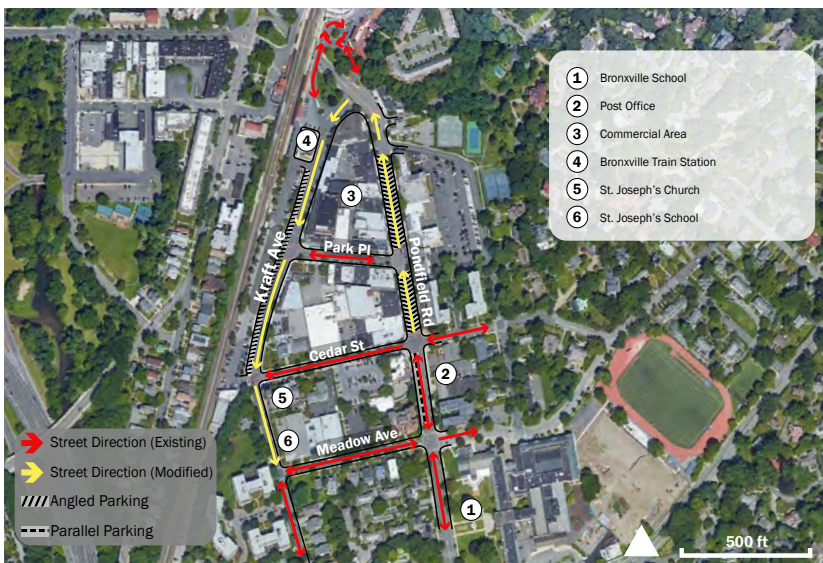 1 Bronxville School
2 Post Office
3 Commercial Area
4 Bronxville Train Station
5 St. Joseph's Church
6 St. Joseph's School
4
3
Park Pl
Kraft Ave
Pondfield Rd
Cedar St
2
5
6
Meadow Ave
1
Street Direction (Existing)
Street Direction (Modified)
Angled Parking
Parallel Parking
500 ft